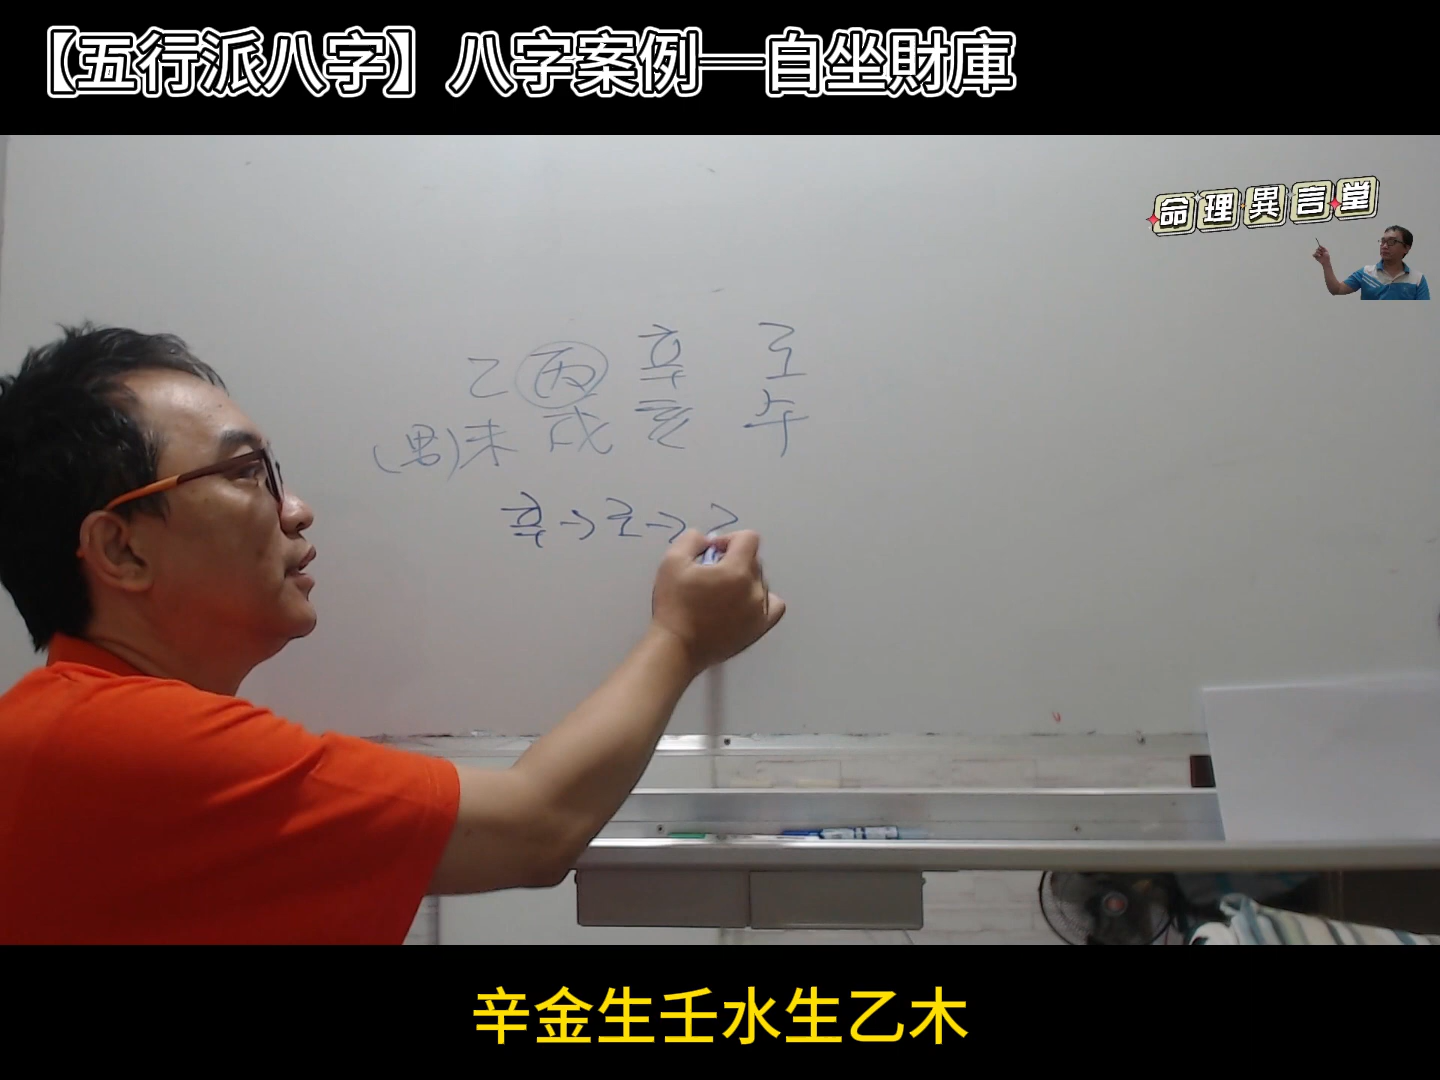 【五行派八字】八字案例—自坐財庫
命理異言堂
乙丙辛壬
(男)未戌亥午
辛→壬→乙
辛金生壬水生乙木